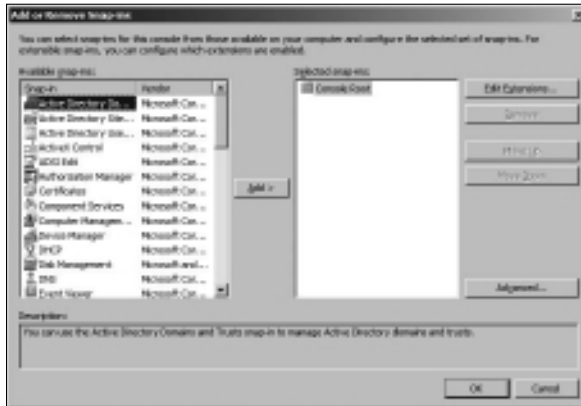 Add or Remove Snap-ins
You can select snap-ins for this console from those available on your computer and configure the selected set of snap-ins. For
extensible snap-ins, you can configure which extensions are enabled.
Available snap-ins:
Snap-in Vendor
Active Directory Do... Microsoft Cor...
Active Directory Site... Microsoft Cor...
Active Directory Use... Microsoft Cor...
ActiveX Control Microsoft Cor...
ADSI Edit Microsoft Cor...
Authorization Manager Microsoft Cor...
Certificates Microsoft Cor...
Component Services Microsoft Cor...
Computer Managem... Microsoft Cor...
Device Manager Microsoft Cor...
DHCP Microsoft Cor...
Disk Management Microsoft and...
DNS Microsoft Cor...
Event Viewer Microsoft Cor...
Add >
Selected snap-ins:
Console Root
Edit Extensions...
Remove
Move Up
Move Down
Advanced...
Description:
You can use the Active Directory Domains and Trusts snap-in to manage Active Directory domains and trusts.
OK Cancel